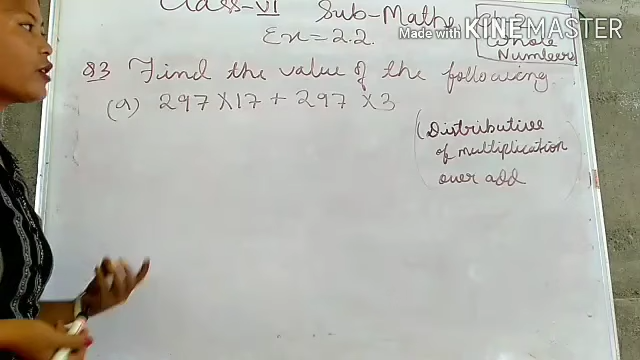 Class-VI Sub-Maths
Ex=2.2.
Made with KINEMASTER
Whole
Numbers
Q3 Find the value of the following
(a) 297×17+297×3
(Distributive
of multiplication
over add